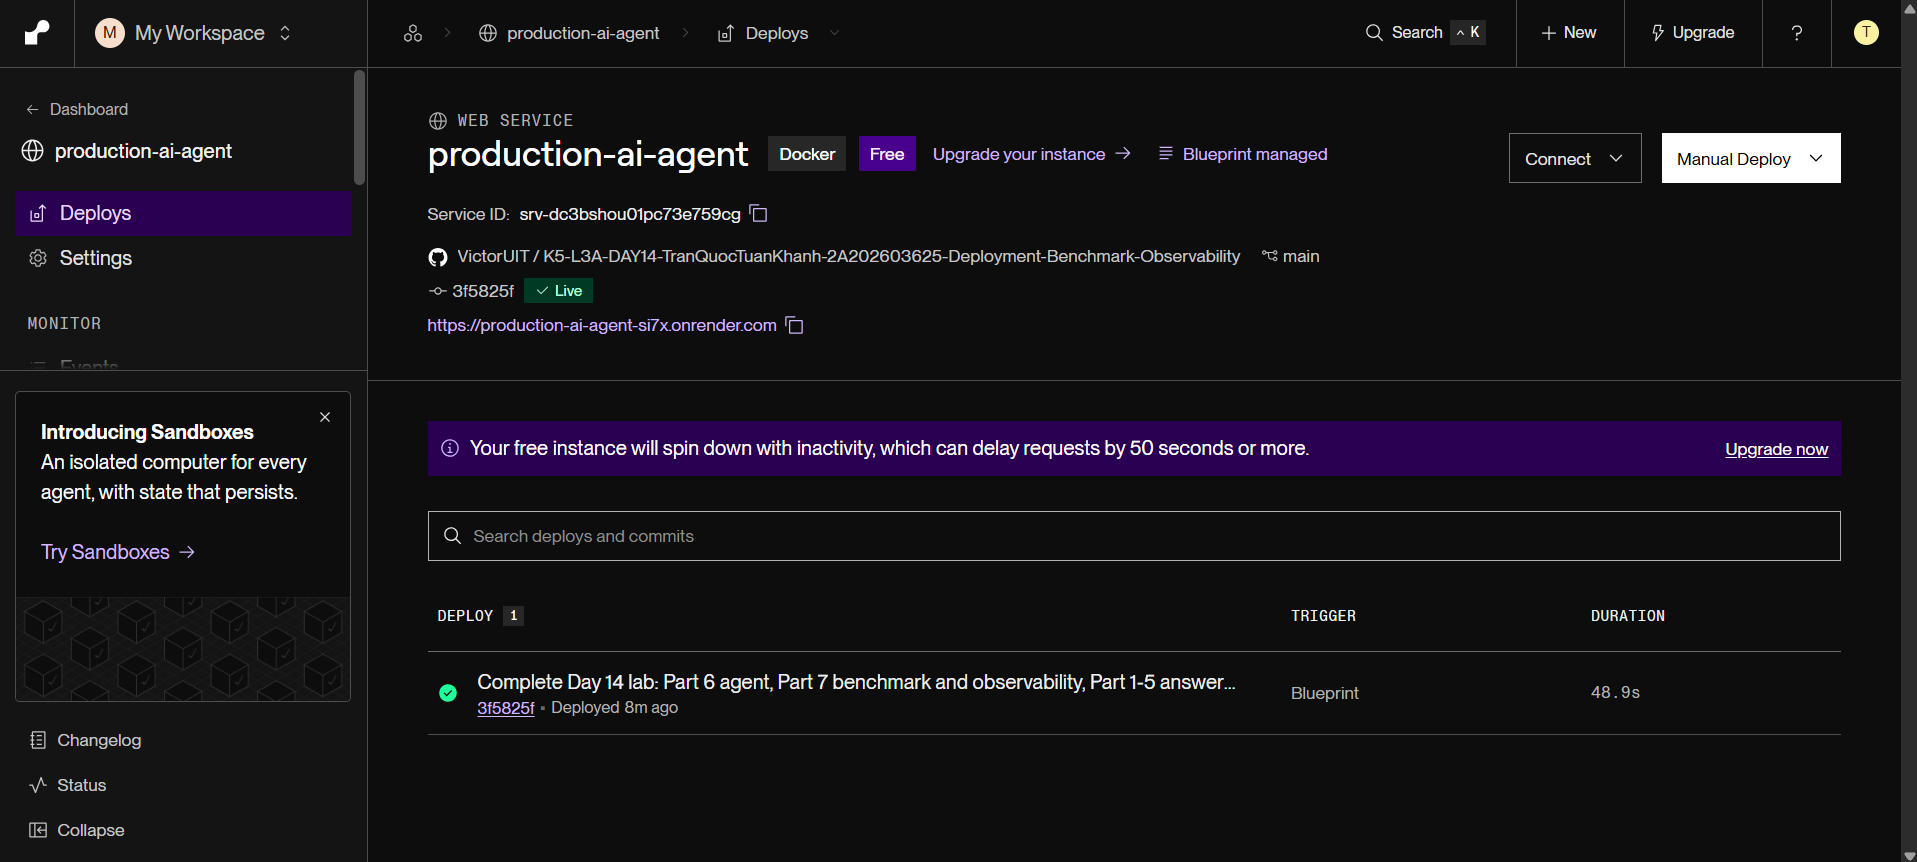 M My Workspace
production-ai-agent
Deploys
Search ^ K
+ New
Upgrade
?
T
← Dashboard
production-ai-agent
Deploys
Settings
MONITOR
Events
Introducing Sandboxes
An isolated computer for every
agent, with state that persists.
Try Sandboxes →
Changelog
Status
Collapse
WEB SERVICE
production-ai-agent Docker Free Upgrade your instance → Blueprint managed
Connect
Manual Deploy
Service ID: srv-dc3bshou01pc73e759cg
VictorUIT / K5-L3A-DAY14-TranQuocTuanKhanh-2A202603625-Deployment-Benchmark-Observability main
3f5825f Live
https://production-ai-agent-si7x.onrender.com
Your free instance will spin down with inactivity, which can delay requests by 50 seconds or more.
Upgrade now
Search deploys and commits
DEPLOY 1 TRIGGER DURATION
Complete Day 14 lab: Part 6 agent, Part 7 benchmark and observability, Part 1-5 answer...
3f5825f • Deployed 8m ago
Blueprint
48.9s